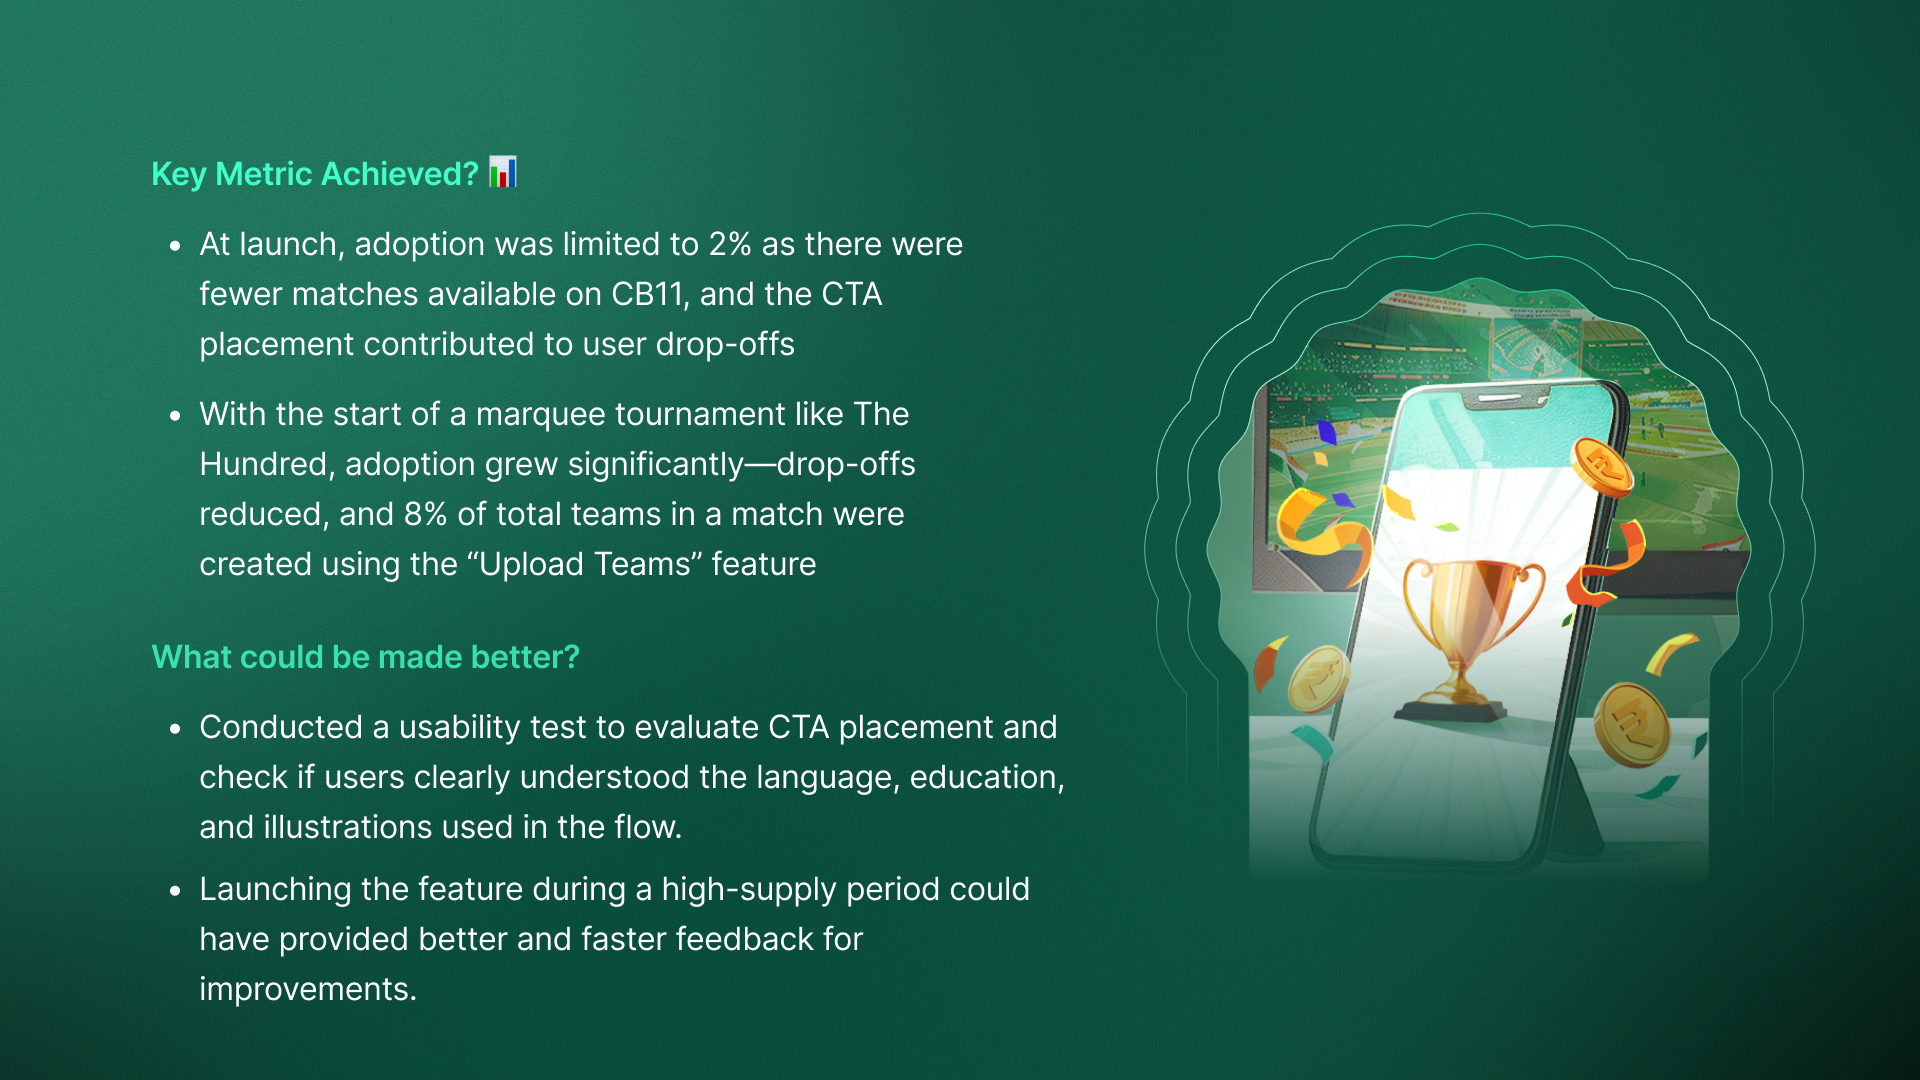 Key Metric Achieved? 📊
• At launch, adoption was limited to 2% as there were
fewer matches available on CB11, and the CTA
placement contributed to user drop-offs
• With the start of a marquee tournament like The
Hundred, adoption grew significantly—drop-offs
reduced, and 8% of total teams in a match were
created using the “Upload Teams” feature
What could be made better?
• Conducted a usability test to evaluate CTA placement and
check if users clearly understood the language, education,
and illustrations used in the flow.
• Launching the feature during a high-supply period could
have provided better and faster feedback for
improvements.